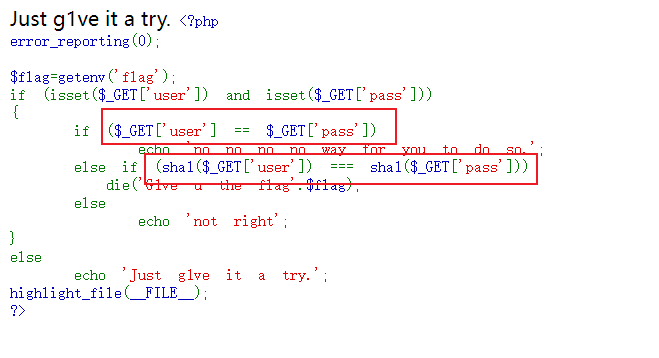 Just g1ve it a try. <?php
error_reporting(0);
$flag=getenv('flag');
if (isset($_GET['user']) and isset($_GET['pass']))
{
if ($_GET['user'] == $_GET['pass'])
echo 'no no no no way for you to do so.';
else if (sha1($_GET['user']) === sha1($_GET['pass']))
die('G1ve u the flag'.$flag);
else
echo 'not right';
}
else
echo 'Just g1ve it a try.';
highlight_file(__FILE__);
?>